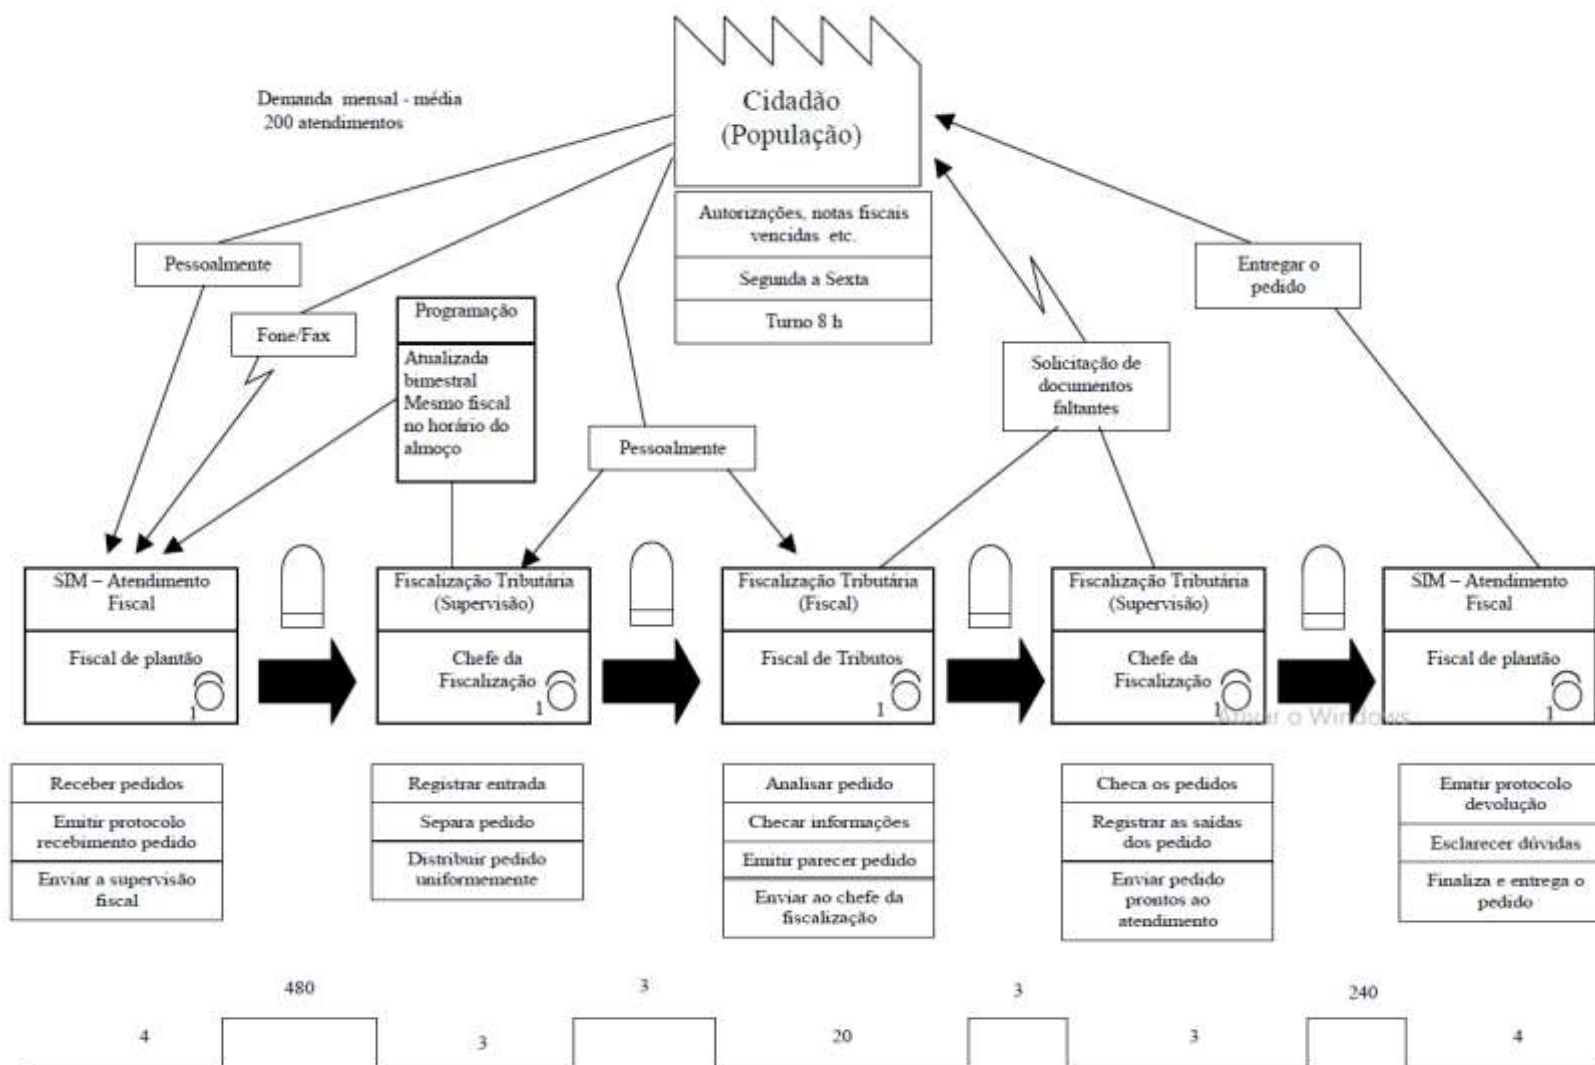 Demanda mensal - média
200 atendimentos
Cidadão
(População)
Autorizações, notas fiscais
vencidas etc.
Segunda a Sexta
Turno 8 h
Pessoalmente
Fone/Fax
Programação
Atualizada
bimestral
Mesmo fiscal
no horário do
almoço
Pessoalmente
Solicitação de
documentos
faltantes
Entregar o
pedido
SIM – Atendimento
Fiscal
Fiscal de plantão
1
Fiscalização Tributária
(Supervisão)
Chefe da
Fiscalização
1
Fiscalização Tributária
(Fiscal)
Fiscal de Tributos
1
Fiscalização Tributária
(Supervisão)
Chefe da
Fiscalização
1
SIM – Atendimento
Fiscal
Fiscal de plantão
1
Ativar o Windows
Receber pedidos
Emitir protocolo
recebimento pedido
Enviar a supervisão
fiscal
Registrar entrada
Separa pedido
Distribuir pedido
uniformemente
Analisar pedido
Checar informações
Emitir parecer pedido
Enviar ao chefe da
fiscalização
Checa os pedidos
Registrar as saídas
dos pedido
Enviar pedido
prontos ao
atendimento
Emitir protocolo
devolução
Esclarecer dúvidas
Finaliza e entrega o
pedido
480
3
3
240
4
3
20
3
4